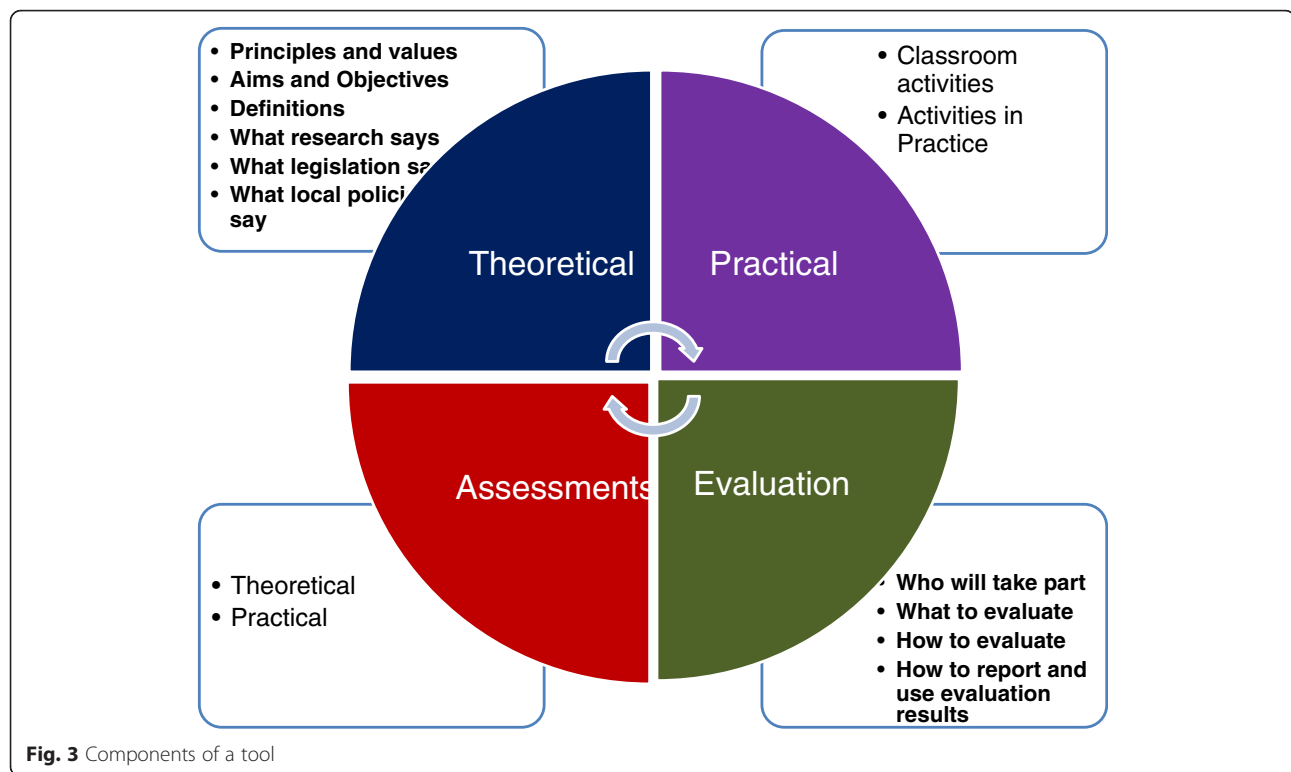 • Principles and values
• Aims and Objectives
• Definitions
• What research says
• What legislation sa
• What local polici
say
• Classroom
activities
• Activities in
Practice
Theoretical
Practical
Assessments
Evaluation
• Theoretical
• Practical
• Who will take part
• What to evaluate
• How to evaluate
• How to report and
use evaluation
results
Fig. 3 Components of a tool